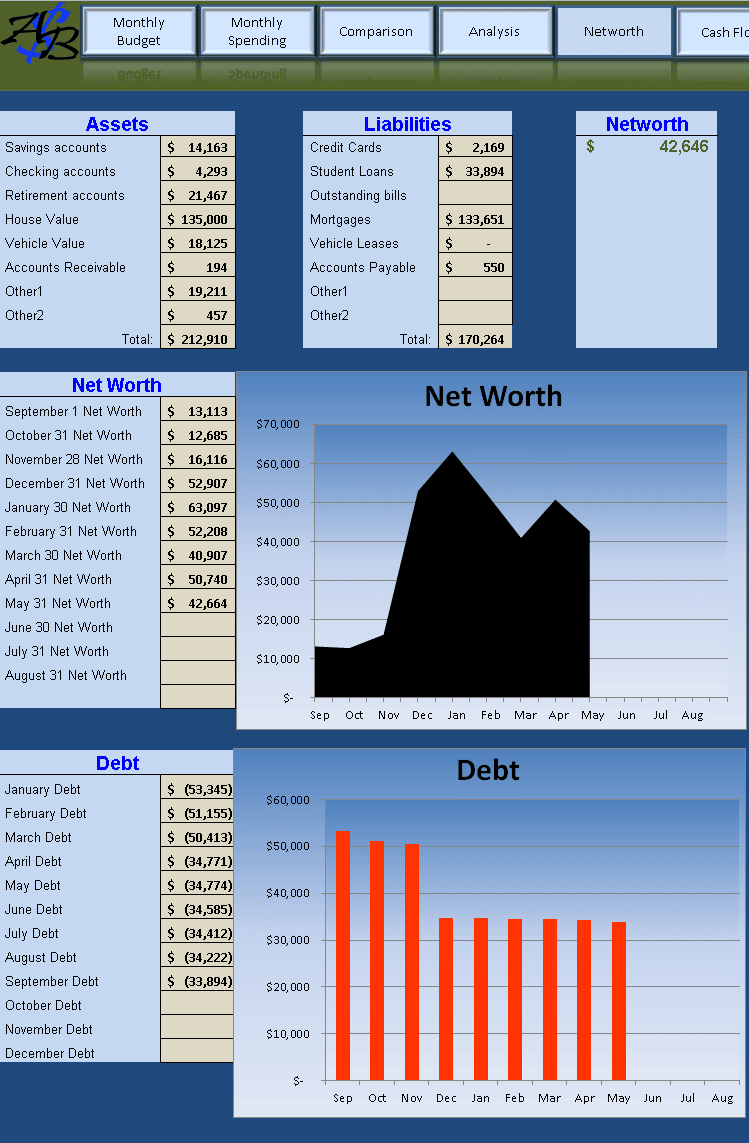 A$B
Monthly Budget
Monthly Spending
Comparison
Analysis
Networth
Cash Flo
Assets
Savings accounts $ 14,163
Checking accounts $ 4,293
Retirement accounts $ 21,467
House Value $ 135,000
Vehicle Value $ 18,125
Accounts Receivable $ 194
Other1 $ 19,211
Other2 $ 457
Total: $ 212,910
Liabilities
Credit Cards $ 2,169
Student Loans $ 33,894
Outstanding bills
Mortgages $ 133,651
Vehicle Leases $ -
Accounts Payable $ 550
Other1
Other2
Total: $ 170,264
Networth
$ 42,646
Net Worth
September 1 Net Worth $ 13,113
October 31 Net Worth $ 12,685
November 28 Net Worth $ 16,116
December 31 Net Worth $ 52,907
January 30 Net Worth $ 63,097
February 31 Net Worth $ 52,208
March 30 Net Worth $ 40,907
April 31 Net Worth $ 50,740
May 31 Net Worth $ 42,664
June 30 Net Worth
July 31 Net Worth
August 31 Net Worth
Net Worth
$70,000
$60,000
$50,000
$40,000
$30,000
$20,000
$10,000
$-
Sep Oct Nov Dec Jan Feb Mar Apr May Jun Jul Aug
Debt
January Debt $ (53,345)
February Debt $ (51,155)
March Debt $ (50,413)
April Debt $ (34,771)
May Debt $ (34,774)
June Debt $ (34,585)
July Debt $ (34,412)
August Debt $ (34,222)
September Debt $ (33,894)
October Debt
November Debt
December Debt
Debt
$60,000
$50,000
$40,000
$30,000
$20,000
$10,000
$-
Sep Oct Nov Dec Jan Feb Mar Apr May Jun Jul Aug